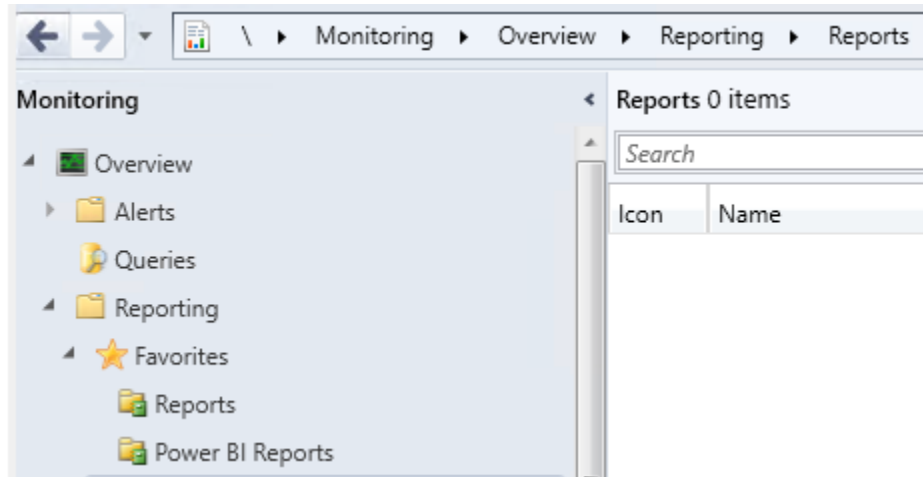 \ Monitoring Overview Reporting Reports
Monitoring
Reports 0 items
Overview
Search
Alerts
Icon Name
Queries
Reporting
Favorites
Reports
Power BI Reports